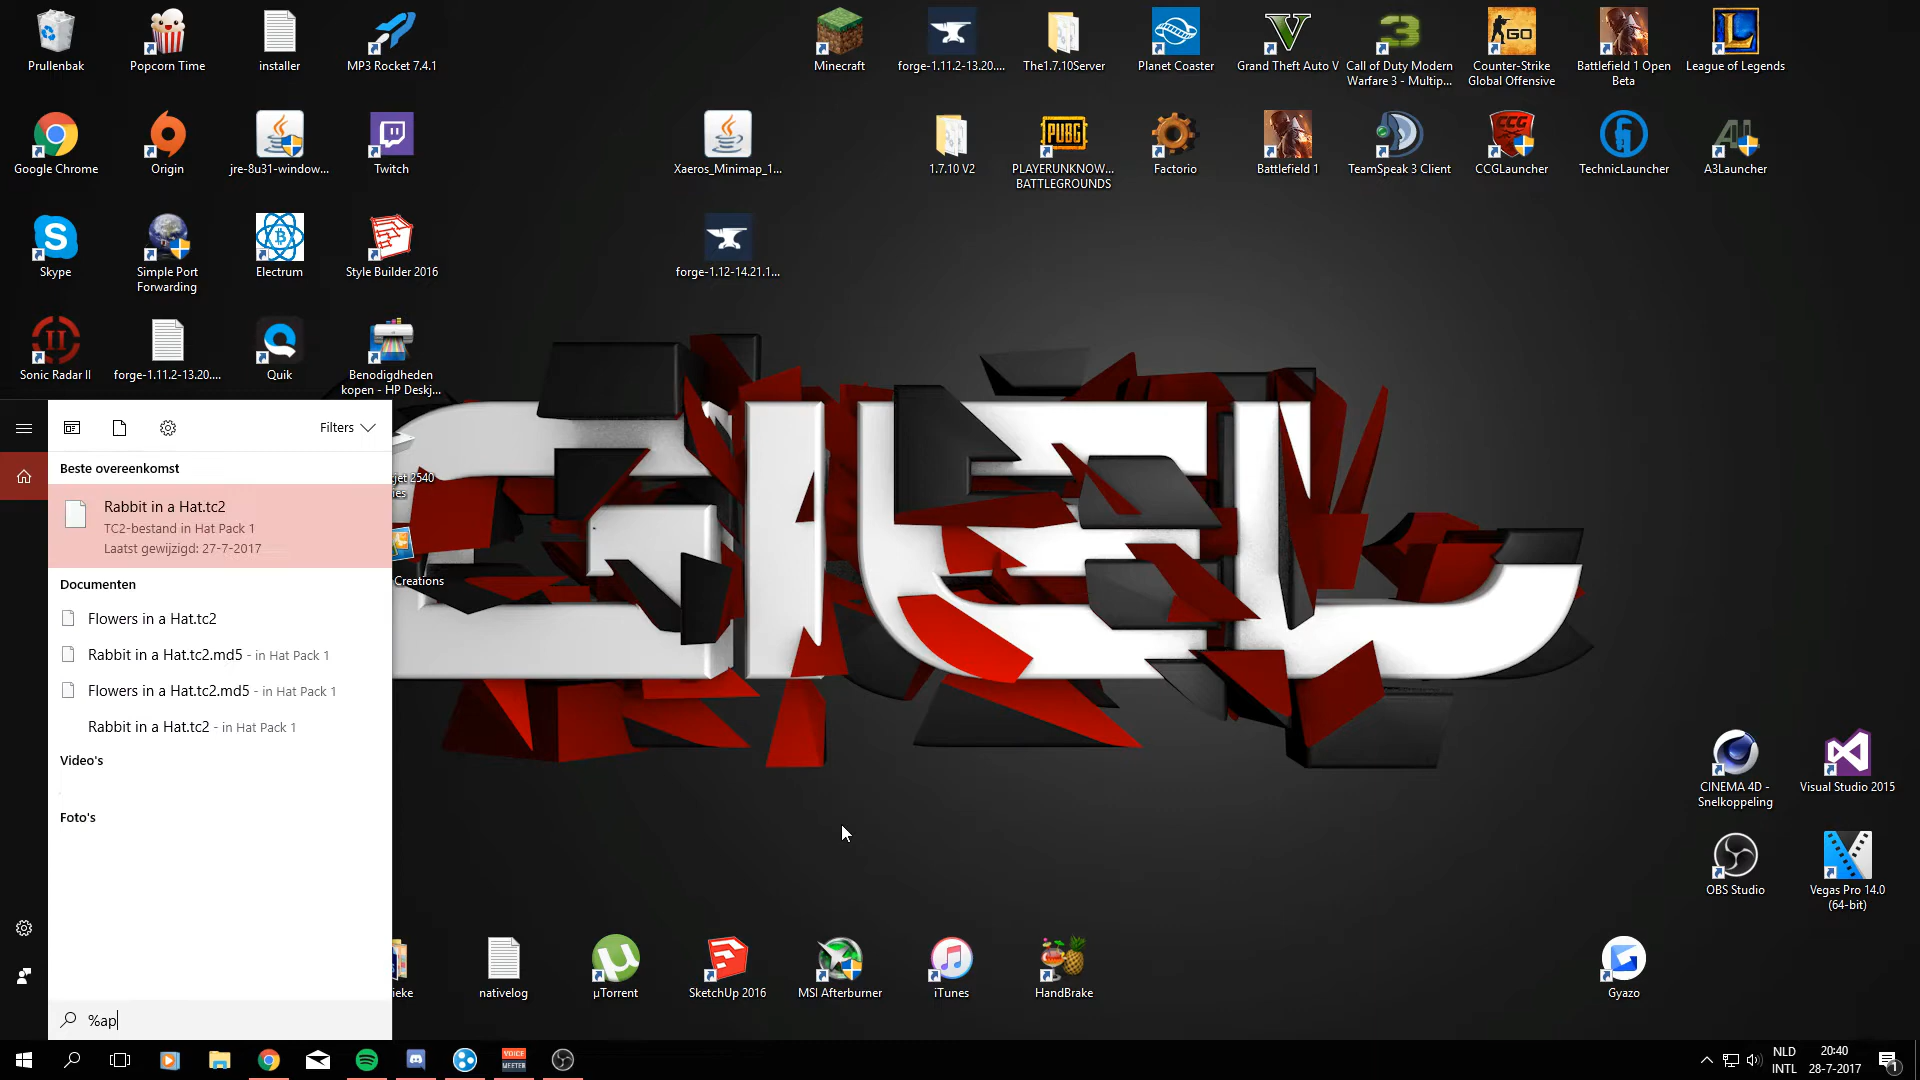 Prullenbak
Popcorn Time
installer
MP3 Rocket 7.4.1
Minecraft
forge-1.11.2-13.20....
The1.7.10Server
Planet Coaster
Grand Theft Auto V
Call of Duty Modern
Warfare 3 - Multip...
Counter-Strike
Global Offensive
Battlefield 1 Open
Beta
League of Legends
Google Chrome
Origin
jre-8u31-window...
Twitch
Xaeros_Minimap_1...
1.7.10 V2
PUBG
PLAYERUNKNOW...
BATTLEGROUNDS
Factorio
Battlefield 1
TeamSpeak 3 Client
CCG
CCGLauncher
TechnicLauncher
A3Launcher
Skype
Simple Port
Forwarding
Electrum
Style Builder 2016
forge-1.12-14.21.1...
Sonic Radar II
forge-1.11.2-13.20....
Quik
Benodigdheden
kopen - HP Deskj...
Filters
Beste overeenkomst
Rabbit in a Hat.tc2
TC2-bestand in Hat Pack 1
Laatst gewijzigd: 27-7-2017
Documenten
Flowers in a Hat.tc2
Rabbit in a Hat.tc2.md5 - in Hat Pack 1
Flowers in a Hat.tc2.md5 - in Hat Pack 1
Rabbit in a Hat.tc2 - in Hat Pack 1
Video's
Foto's
%ap
jet 2540
ies
Creations
CINEMA 4D -
Snelkoppeling
Visual Studio 2015
OBS Studio
Vegas Pro 14.0
(64-bit)
ieke
nativelog
µTorrent
SketchUp 2016
MSI Afterburner
iTunes
HandBrake
Gyazo
VOICE
MEETER
NLD
INTL
20:40
28-7-2017
1